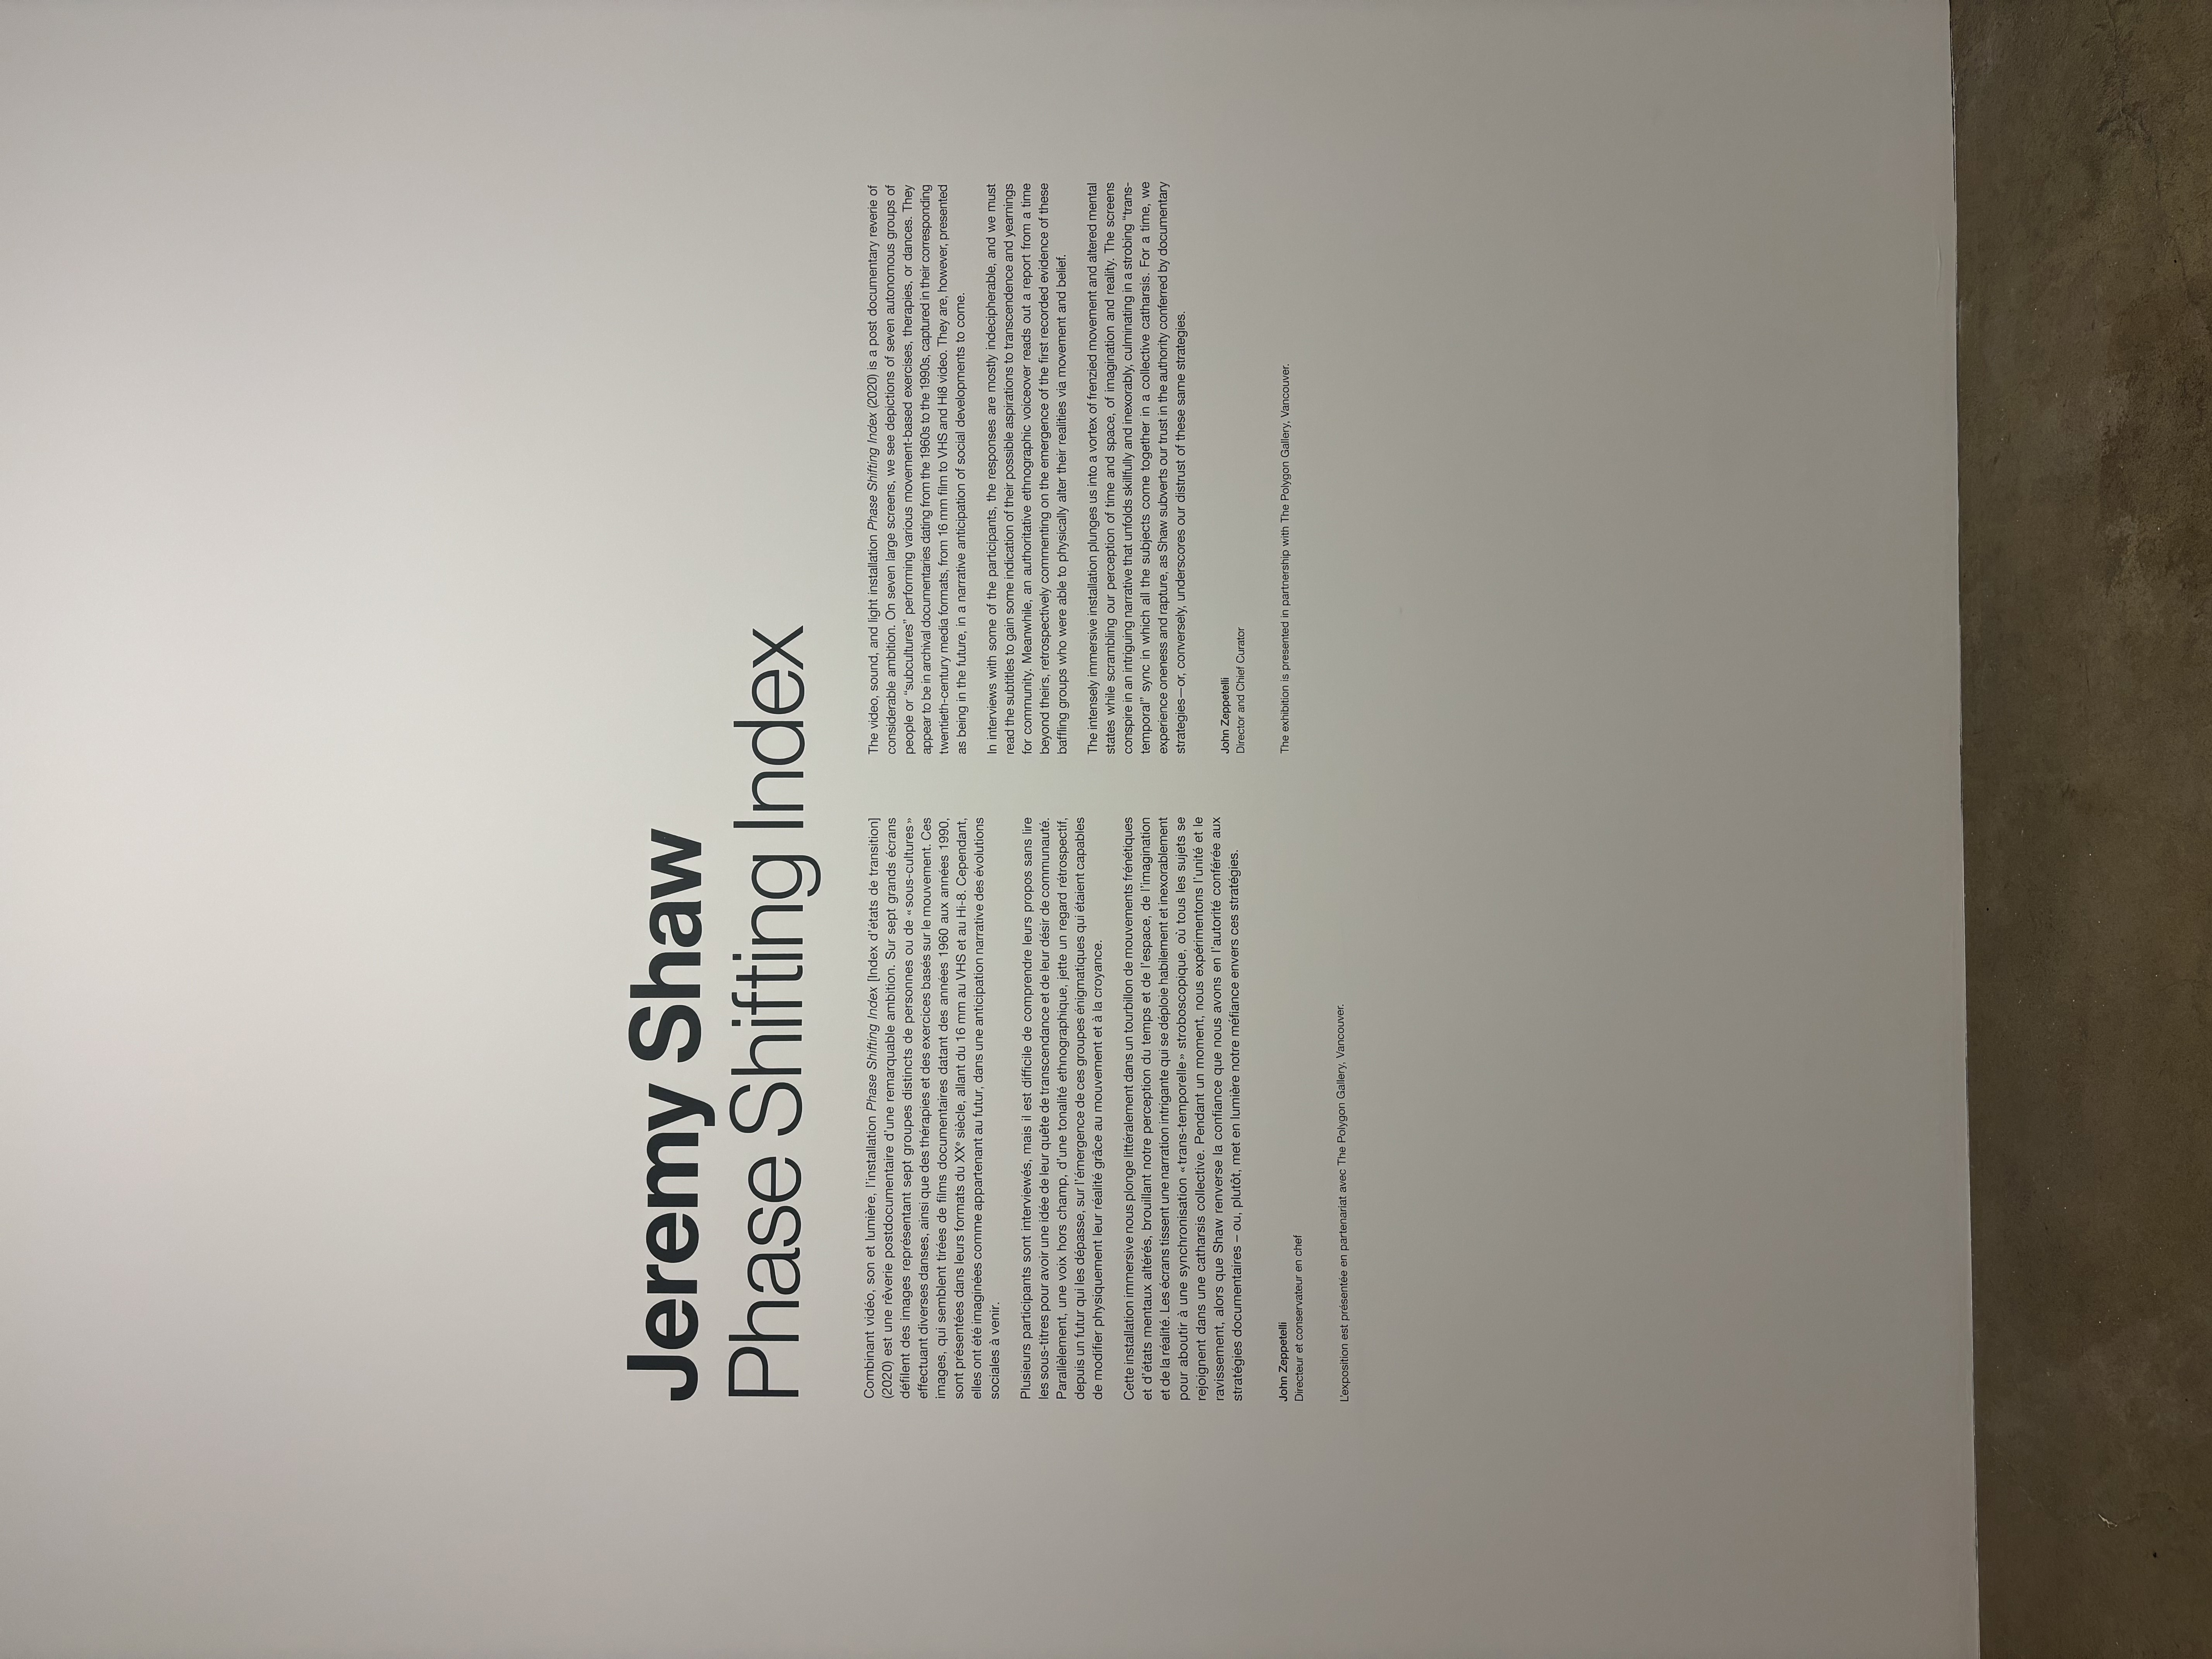 Jeremy Shaw
Phase Shifting Index
Combinant vidéo, son et lumière, l'installation Phase Shifting Index [Index d'états de transition]
(2020) est une rêverie postdocumentaire d'une remarquable ambition. Sur sept grands écrans
défilent des images représentant sept groupes distincts de personnes ou de « sous-cultures »
effectuant diverses danses, ainsi que des thérapies et des exercices basés sur le mouvement. Ces
images, qui semblent tirées de films documentaires datant des années 1960 aux années 1990,
sont présentées dans leurs formats du XXᵉ siècle, allant du 16 mm au VHS et au Hi-8. Cependant,
elles ont été imaginées comme appartenant au futur, dans une anticipation narrative des évolutions
sociales à venir.
Plusieurs participants sont interviewés, mais il est difficile de comprendre leurs propos sans lire
les sous-titres pour avoir une idée de leur quête de transcendance et de leur désir de communauté.
Parallèlement, une voix hors champ, d'une tonalité ethnographique, jette un regard rétrospectif,
depuis un futur qui les dépasse, sur l'émergence de ces groupes énigmatiques qui étaient capables
de modifier physiquement leur réalité grâce au mouvement et à la croyance.
Cette installation immersive nous plonge littéralement dans un tourbillon de mouvements frénétiques
et d'états mentaux altérés, brouillant notre perception du temps et de l'espace, de l'imagination
et de la réalité. Les écrans tissent une narration intrigante qui se déploie habilement et inexorablement
pour aboutir à une synchronisation « trans-temporelle » stroboscopique, où tous les sujets se
rejoignent dans une catharsis collective. Pendant un moment, nous expérimentons l'unité et le
ravissement, alors que Shaw renverse la confiance que nous avons en l'autorité conférée aux
stratégies documentaires – ou, plutôt, met en lumière notre méfiance envers ces stratégies.
John Zeppetelli
Directeur et conservateur en chef
L'exposition est présentée en partenariat avec The Polygon Gallery, Vancouver.
The video, sound, and light installation Phase Shifting Index (2020) is a post documentary reverie of
considerable ambition. On seven large screens, we see depictions of seven autonomous groups of
people or “subcultures” performing various movement-based exercises, therapies, or dances. They
appear to be in archival documentaries dating from the 1960s to the 1990s, captured in their corresponding
twentieth-century media formats, from 16 mm film to VHS and Hi8 video. They are, however, presented
as being in the future, in a narrative anticipation of social developments to come.
In interviews with some of the participants, the responses are mostly indecipherable, and we must
read the subtitles to gain some indication of their possible aspirations to transcendence and yearnings
for community. Meanwhile, an authoritative ethnographic voiceover reads out a report from a time
beyond theirs, retrospectively commenting on the emergence of the first recorded evidence of these
baffling groups who were able to physically alter their realities via movement and belief.
The intensely immersive installation plunges us into a vortex of frenzied movement and altered mental
states while scrambling our perception of time and space, of imagination and reality. The screens
conspire in an intriguing narrative that unfolds skillfully and inexorably, culminating in a strobing “trans-
temporal” sync in which all the subjects come together in a collective catharsis. For a time, we
experience oneness and rapture, as Shaw subverts our trust in the authority conferred by documentary
strategies—or, conversely, underscores our distrust of these same strategies.
John Zeppetelli
Director and Chief Curator
The exhibition is presented in partnership with The Polygon Gallery, Vancouver.